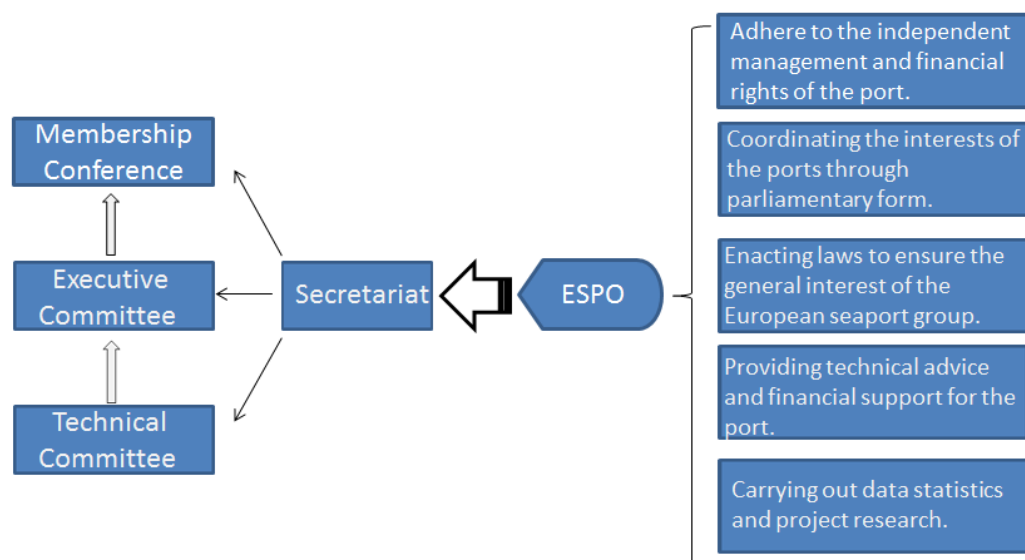 Membership
Conference
Executive
Committee
Technical
Committee
Secretariat
ESPO
Adhere to the independent
management and financial
rights of the port.
Coordinating the interests of
the ports through
parliamentary form.
Enacting laws to ensure the
general interest of the
European seaport group.
Providing technical advice
and financial support for the
port.
Carrying out data statistics
and project research.